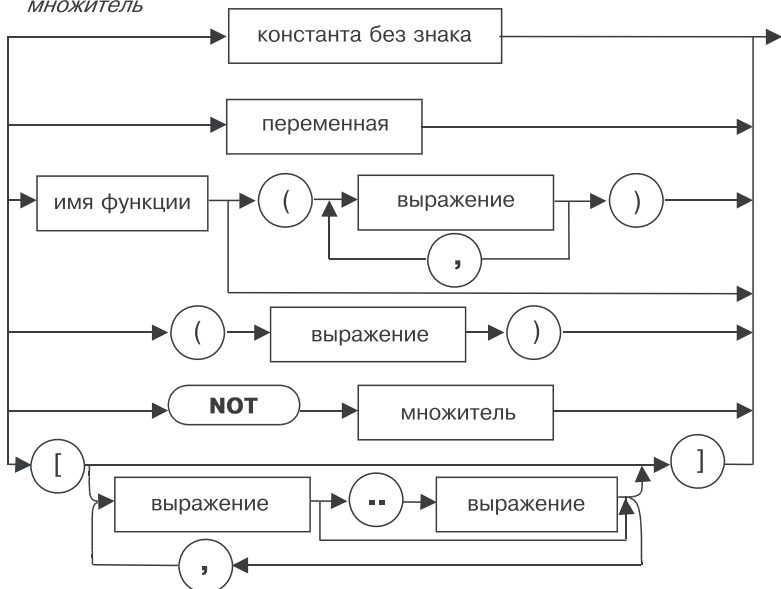 множитель
константа без знака
переменная
имя функции ( выражение )
,
( выражение )
NOT множитель
[ ]
выражение .. выражение
,